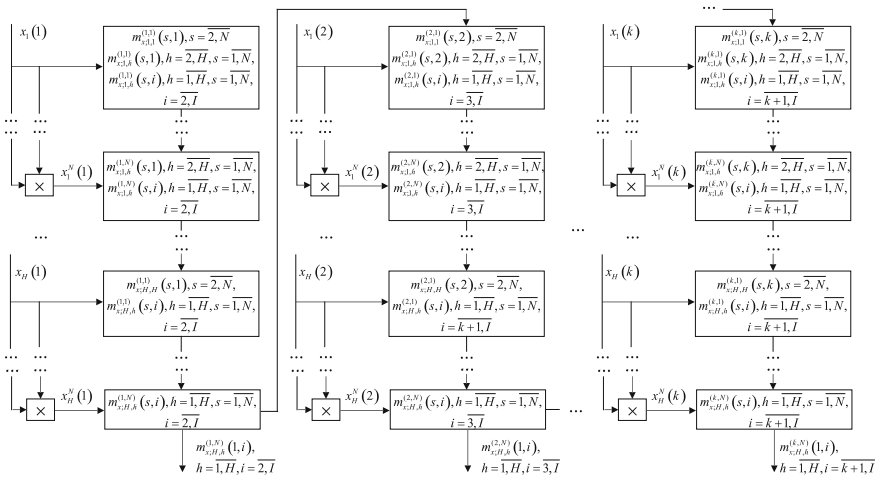 x₁(1)
m_{x;1,1}^{(1,1)}(s,1), s=\overline{2,N}
m_{x;1,h}^{(1,1)}(s,1), h=\overline{2,H}, s=\overline{1,N},
m_{x;1,h}^{(1,1)}(s,i), h=\overline{1,H}, s=\overline{1,N},
i=\overline{2,I}
...
... ...
... ...
...
× x₁^N(1)
m_{x;1,h}^{(1,N)}(s,1), h=\overline{2,H}, s=\overline{1,N},
m_{x;1,h}^{(1,N)}(s,i), h=\overline{1,H}, s=\overline{1,N},
i=\overline{2,I}
...
...
...
x_H(1)
m_{x;H,H}^{(1,1)}(s,1), s=\overline{2,N},
m_{x;H,h}^{(1,1)}(s,i), h=\overline{1,H}, s=\overline{1,N},
i=\overline{2,I}
...
... ...
... ...
...
× x_H^N(1)
m_{x;H,h}^{(1,N)}(s,i), h=\overline{1,H}, s=\overline{1,N},
i=\overline{2,I}
m_{x;H,h}^{(1,N)}(1,i),
h=\overline{1,H}, i=\overline{2,I}
x₁(2)
m_{x;1,1}^{(2,1)}(s,2), s=\overline{2,N}
m_{x;1,h}^{(2,1)}(s,2), h=\overline{2,H}, s=\overline{1,N},
m_{x;1,h}^{(2,1)}(s,i), h=\overline{1,H}, s=\overline{1,N},
i=\overline{3,I}
...
... ...
... ...
...
× x₁^N(2)
m_{x;1,h}^{(2,N)}(s,2), h=\overline{2,H}, s=\overline{1,N},
m_{x;1,h}^{(2,N)}(s,i), h=\overline{1,H}, s=\overline{1,N},
i=\overline{3,I}
...
...
...
x_H(2)
m_{x;H,H}^{(2,1)}(s,2), s=\overline{2,N},
m_{x;H,h}^{(2,1)}(s,i), h=\overline{1,H}, s=\overline{1,N},
i=\overline{k+1,I}
...
... ...
... ...
...
× x_H^N(2)
m_{x;H,h}^{(2,N)}(s,i), h=\overline{1,H}, s=\overline{1,N},
i=\overline{3,I}
m_{x;H,h}^{(2,N)}(1,i),
h=\overline{1,H}, i=\overline{3,I}
...
...
...
x₁(k)
m_{x;1,1}^{(k,1)}(s,k), s=\overline{2,N}
m_{x;1,h}^{(k,1)}(s,k), h=\overline{2,H}, s=\overline{1,N},
m_{x;1,h}^{(k,1)}(s,i), h=\overline{1,H}, s=\overline{1,N},
i=\overline{k+1,I}
...
... ...
... ...
...
× x₁^N(k)
m_{x;1,h}^{(k,N)}(s,k), h=\overline{2,H}, s=\overline{1,N},
m_{x;1,h}^{(k,N)}(s,i), h=\overline{1,H}, s=\overline{1,N},
i=\overline{k+1,I}
...
...
...
x_H(k)
m_{x;H,H}^{(k,1)}(s,k), s=\overline{2,N},
m_{x;H,h}^{(k,1)}(s,i), h=\overline{1,H}, s=\overline{1,N},
i=\overline{k+1,I}
...
... ...
... ...
...
× x_H^N(k)
m_{x;H,h}^{(k,N)}(s,i), h=\overline{1,H}, s=\overline{1,N},
i=\overline{k+1,I}
m_{x;H,h}^{(k,N)}(1,i),
h=\overline{1,H}, i=\overline{k+1,I}